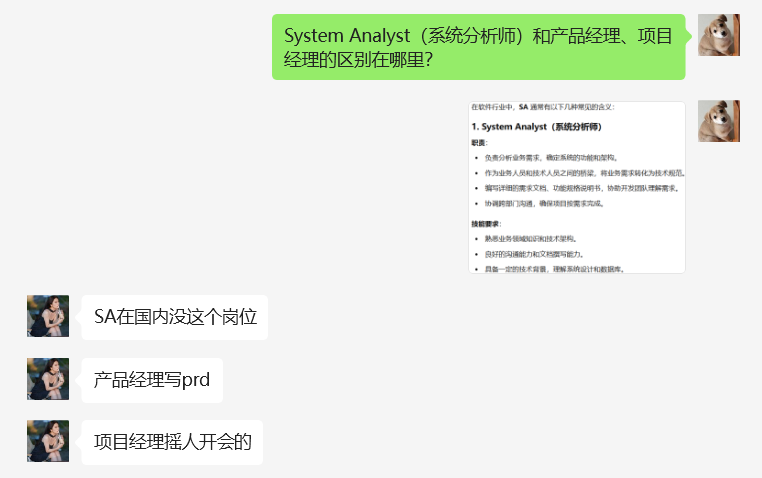 System Analyst（系统分析师）和产品经理、项目
经理的区别在哪里？
在软件行业中，SA 通常有以下几种常见的含义：
1. System Analyst（系统分析师）
职责：
• 负责分析业务需求，确定系统的功能和架构。
• 作为业务人员和技术人员之间的桥梁，将业务需求转化为技术规范。
• 编写详细的需求文档、功能规格说明书，协助开发团队理解需求。
• 协调跨部门沟通，确保项目按需求完成。
技能要求：
• 熟悉业务领域知识和技术架构。
• 良好的沟通能力和文档撰写能力。
• 具备一定的技术背景，理解系统设计和数据库。
SA在国内没这个岗位
产品经理写prd
项目经理摇人开会的